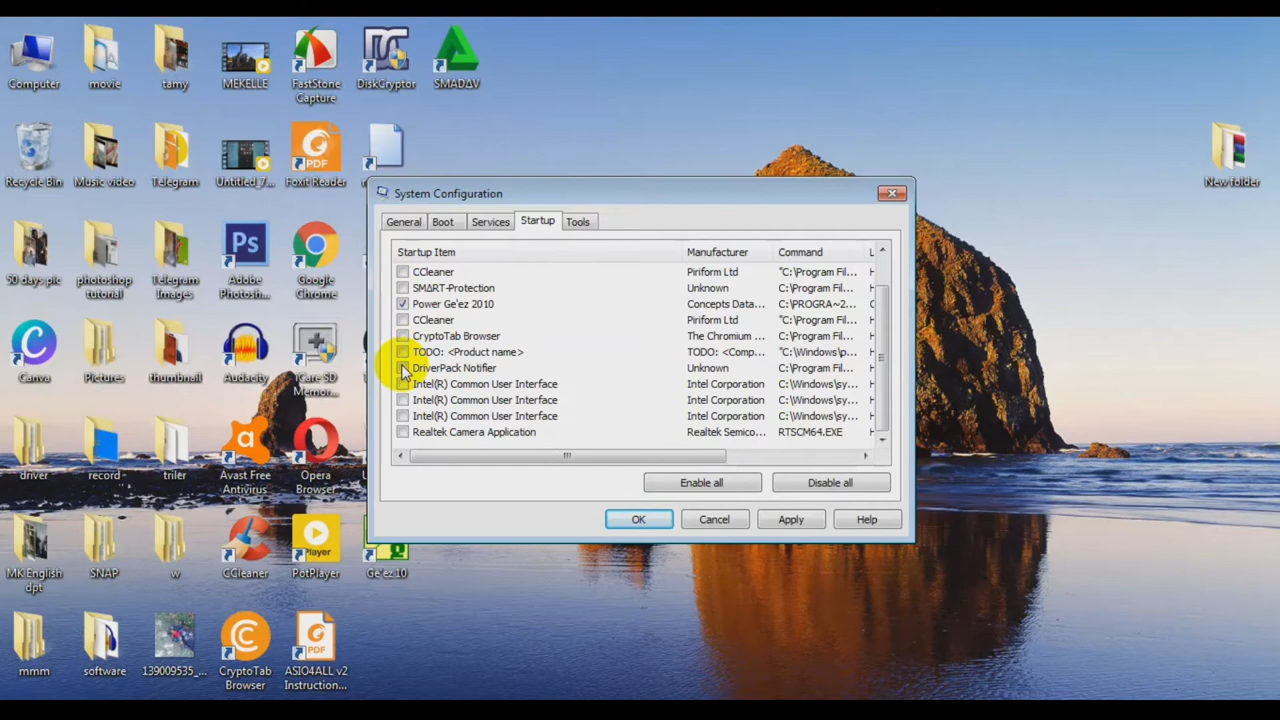 Computer
movie
tamy
MEKELLE
FastStone
Capture
DiskCryptor
SMADAV
Recycle Bin
Music video
Telegram
Untitled_7...
Foxit Reader
New folder
50 days pic
photoshop
tutorial
Telegram
Images
Adobe
Photosh...
Google
Chrome
Canva
Pictures
thumbnail
Audacity
iCare SD
Memor...
driver
record
triler
Avast Free
Antivirus
Opera
Browser
MK English
dpt
SNAP
w
CCleaner
PotPlayer
Ge'ez10
mmm
software
139009535_...
CryptoTab
Browser
ASIO4ALL v2
Instruction...
System Configuration
General Boot Services Startup Tools
Startup Item Manufacturer Command L
CCleaner Piriform Ltd "C:\Program Fil... H
SMΔRT-Protection Unknown "C:\Program Fil... H
Power Ge'ez 2010 Concepts Data... C:\PROGRA~2... C
CCleaner Piriform Ltd "C:\Program Fil... H
CryptoTab Browser The Chromium ... "C:\Program Fil... H
TODO: <Product name> TODO: <Comp... "C:\Windows\p... H
DriverPack Notifier Unknown "C:\Program Fil... H
Intel(R) Common User Interface Intel Corporation C:\Windows\sy... H
Intel(R) Common User Interface Intel Corporation C:\Windows\sy... H
Intel(R) Common User Interface Intel Corporation C:\Windows\sy... H
Realtek Camera Application Realtek Semico... RTSCM64.EXE H
Enable all Disable all
OK Cancel Apply Help